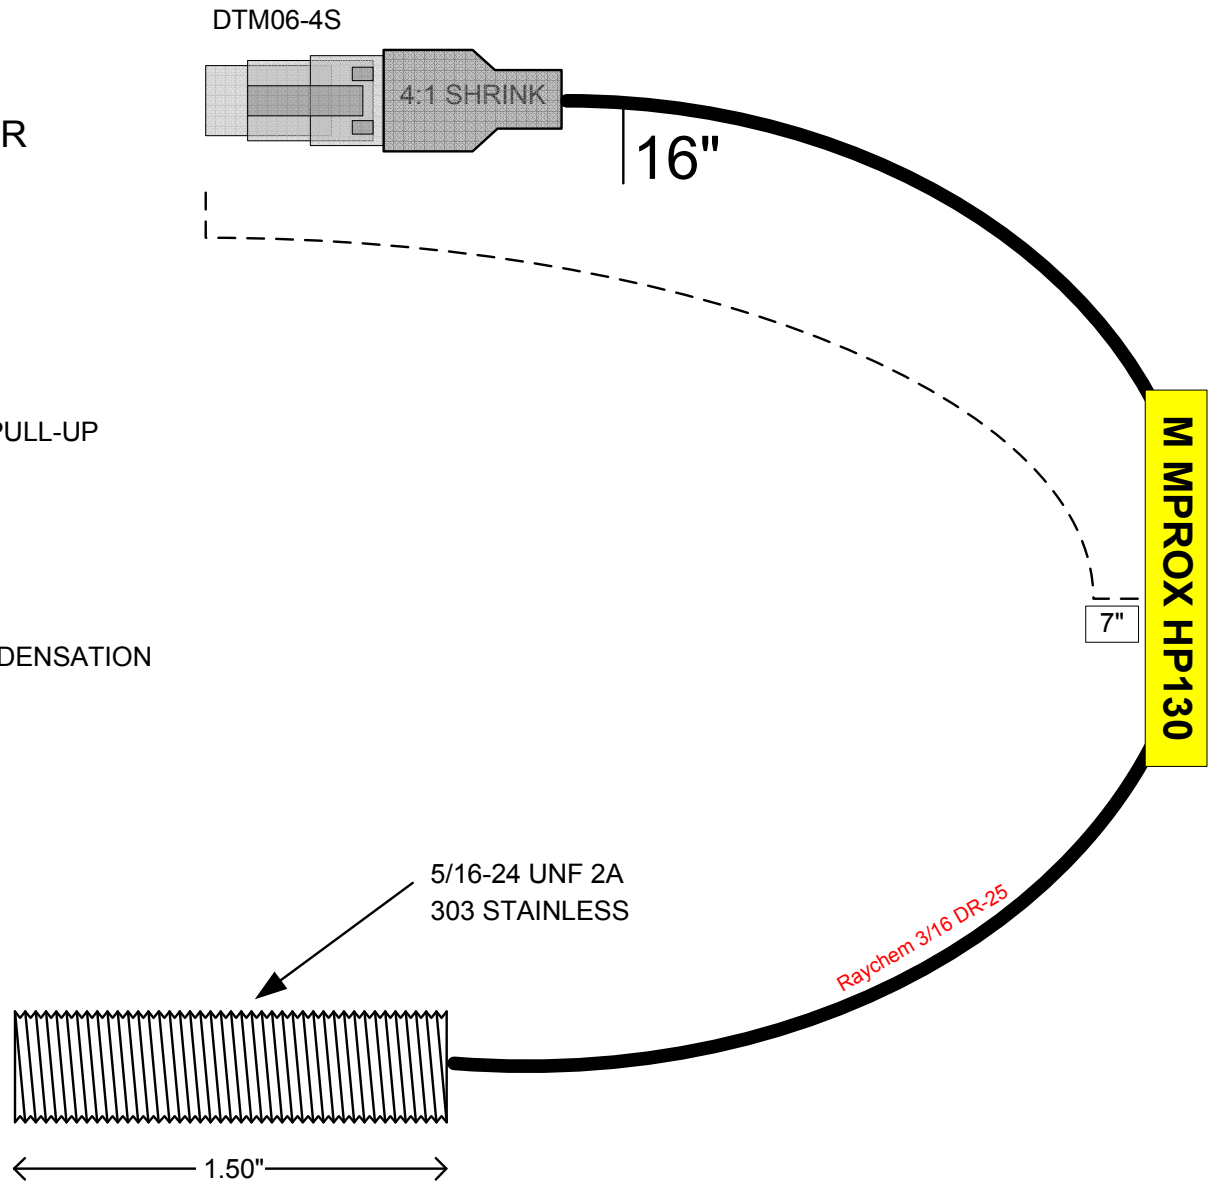 DTM06-4S
4:1 SHRINK
R
16"
PULL-UP
M MPROX HP130
7"
DENSATION
5/16-24 UNF 2A
303 STAINLESS
Raychem 3/16 DR-25
1.50"